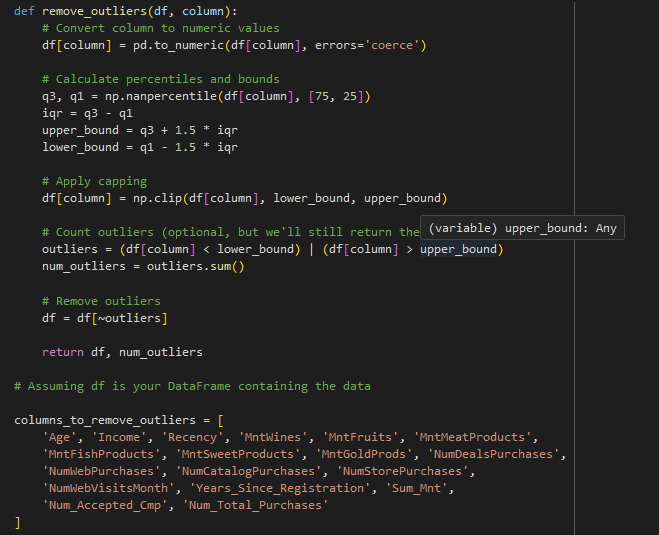 def remove_outliers(df, column):
    # Convert column to numeric values
    df[column] = pd.to_numeric(df[column], errors='coerce')
    # Calculate percentiles and bounds
    q3, q1 = np.nanpercentile(df[column], [75, 25])
    iqr = q3 - q1
    upper_bound = q3 + 1.5 * iqr
    lower_bound = q1 - 1.5 * iqr
    # Apply capping
    df[column] = np.clip(df[column], lower_bound, upper_bound)
    # Count outliers (optional, but we'll still return the
(variable) upper_bound: Any
    outliers = (df[column] < lower_bound) | (df[column] > upper_bound)
    num_outliers = outliers.sum()
    # Remove outliers
    df = df[~outliers]
    return df, num_outliers
# Assuming df is your DataFrame containing the data
columns_to_remove_outliers = [
    'Age', 'Income', 'Recency', 'MntWines', 'MntFruits', 'MntMeatProducts',
    'MntFishProducts', 'MntSweetProducts', 'MntGoldProds', 'NumDealsPurchases',
    'NumWebPurchases', 'NumCatalogPurchases', 'NumStorePurchases',
    'NumWebVisitsMonth', 'Years_Since_Registration', 'Sum_Mnt',
    'Num_Accepted_Cmp', 'Num_Total_Purchases'
]